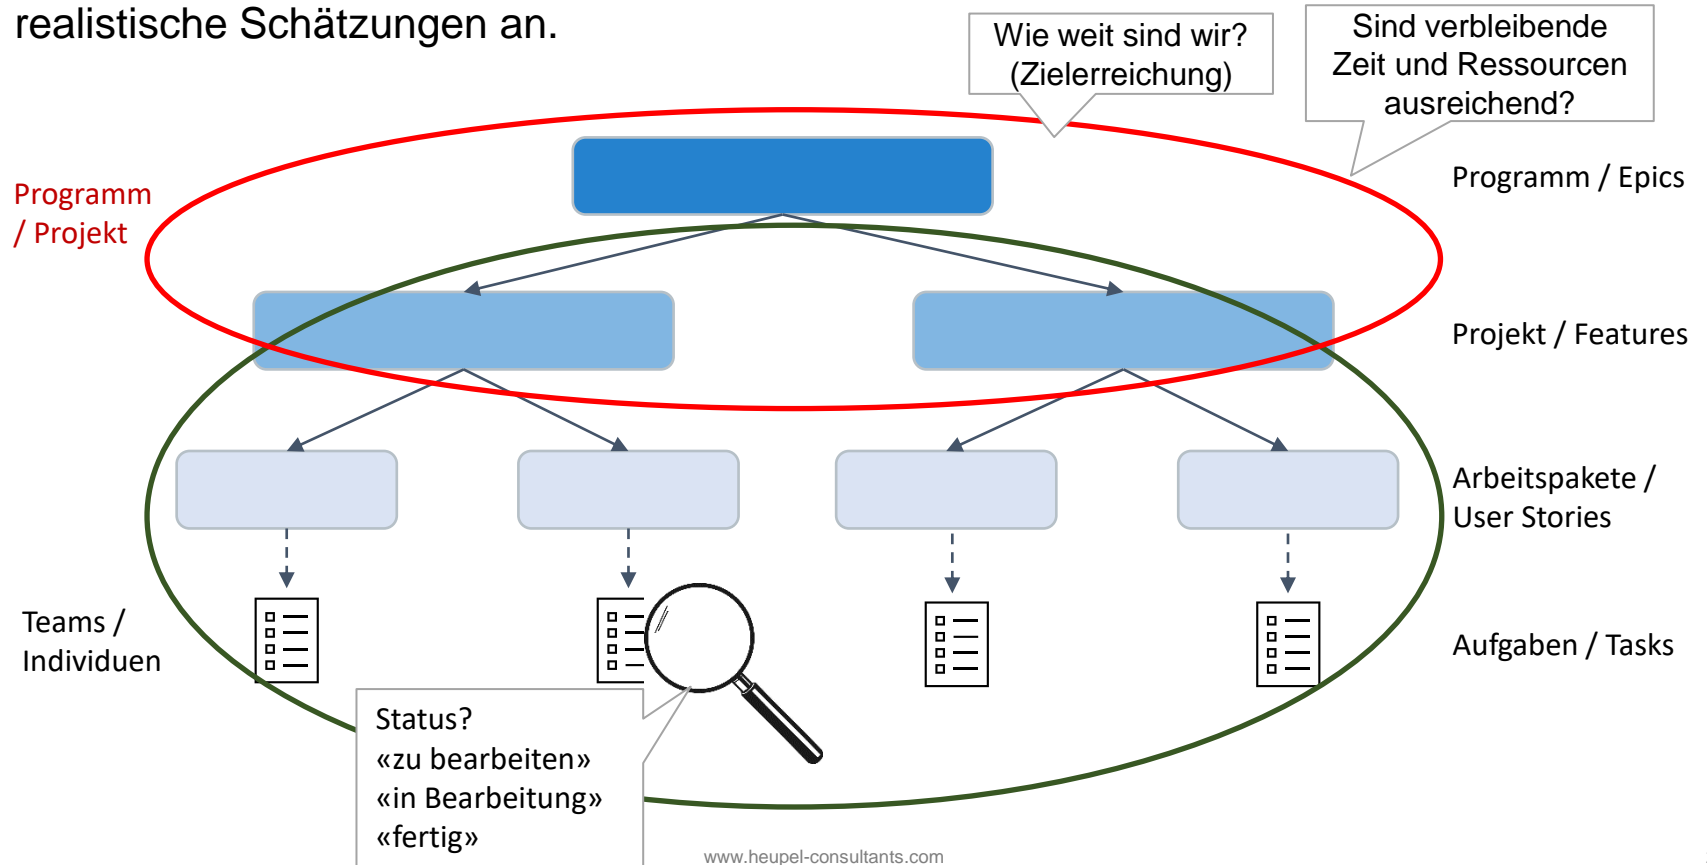 realistische Schätzungen an.
Wie weit sind wir?
(Zielerreichung)
Sind verbleibende
Zeit und Ressourcen
ausreichend?
Programm
/ Projekt
Programm / Epics
Projekt / Features
Arbeitspakete /
User Stories
Teams /
Individuen
Aufgaben / Tasks
Status?
«zu bearbeiten»
«in Bearbeitung»
«fertig»
www.heupel-consultants.com